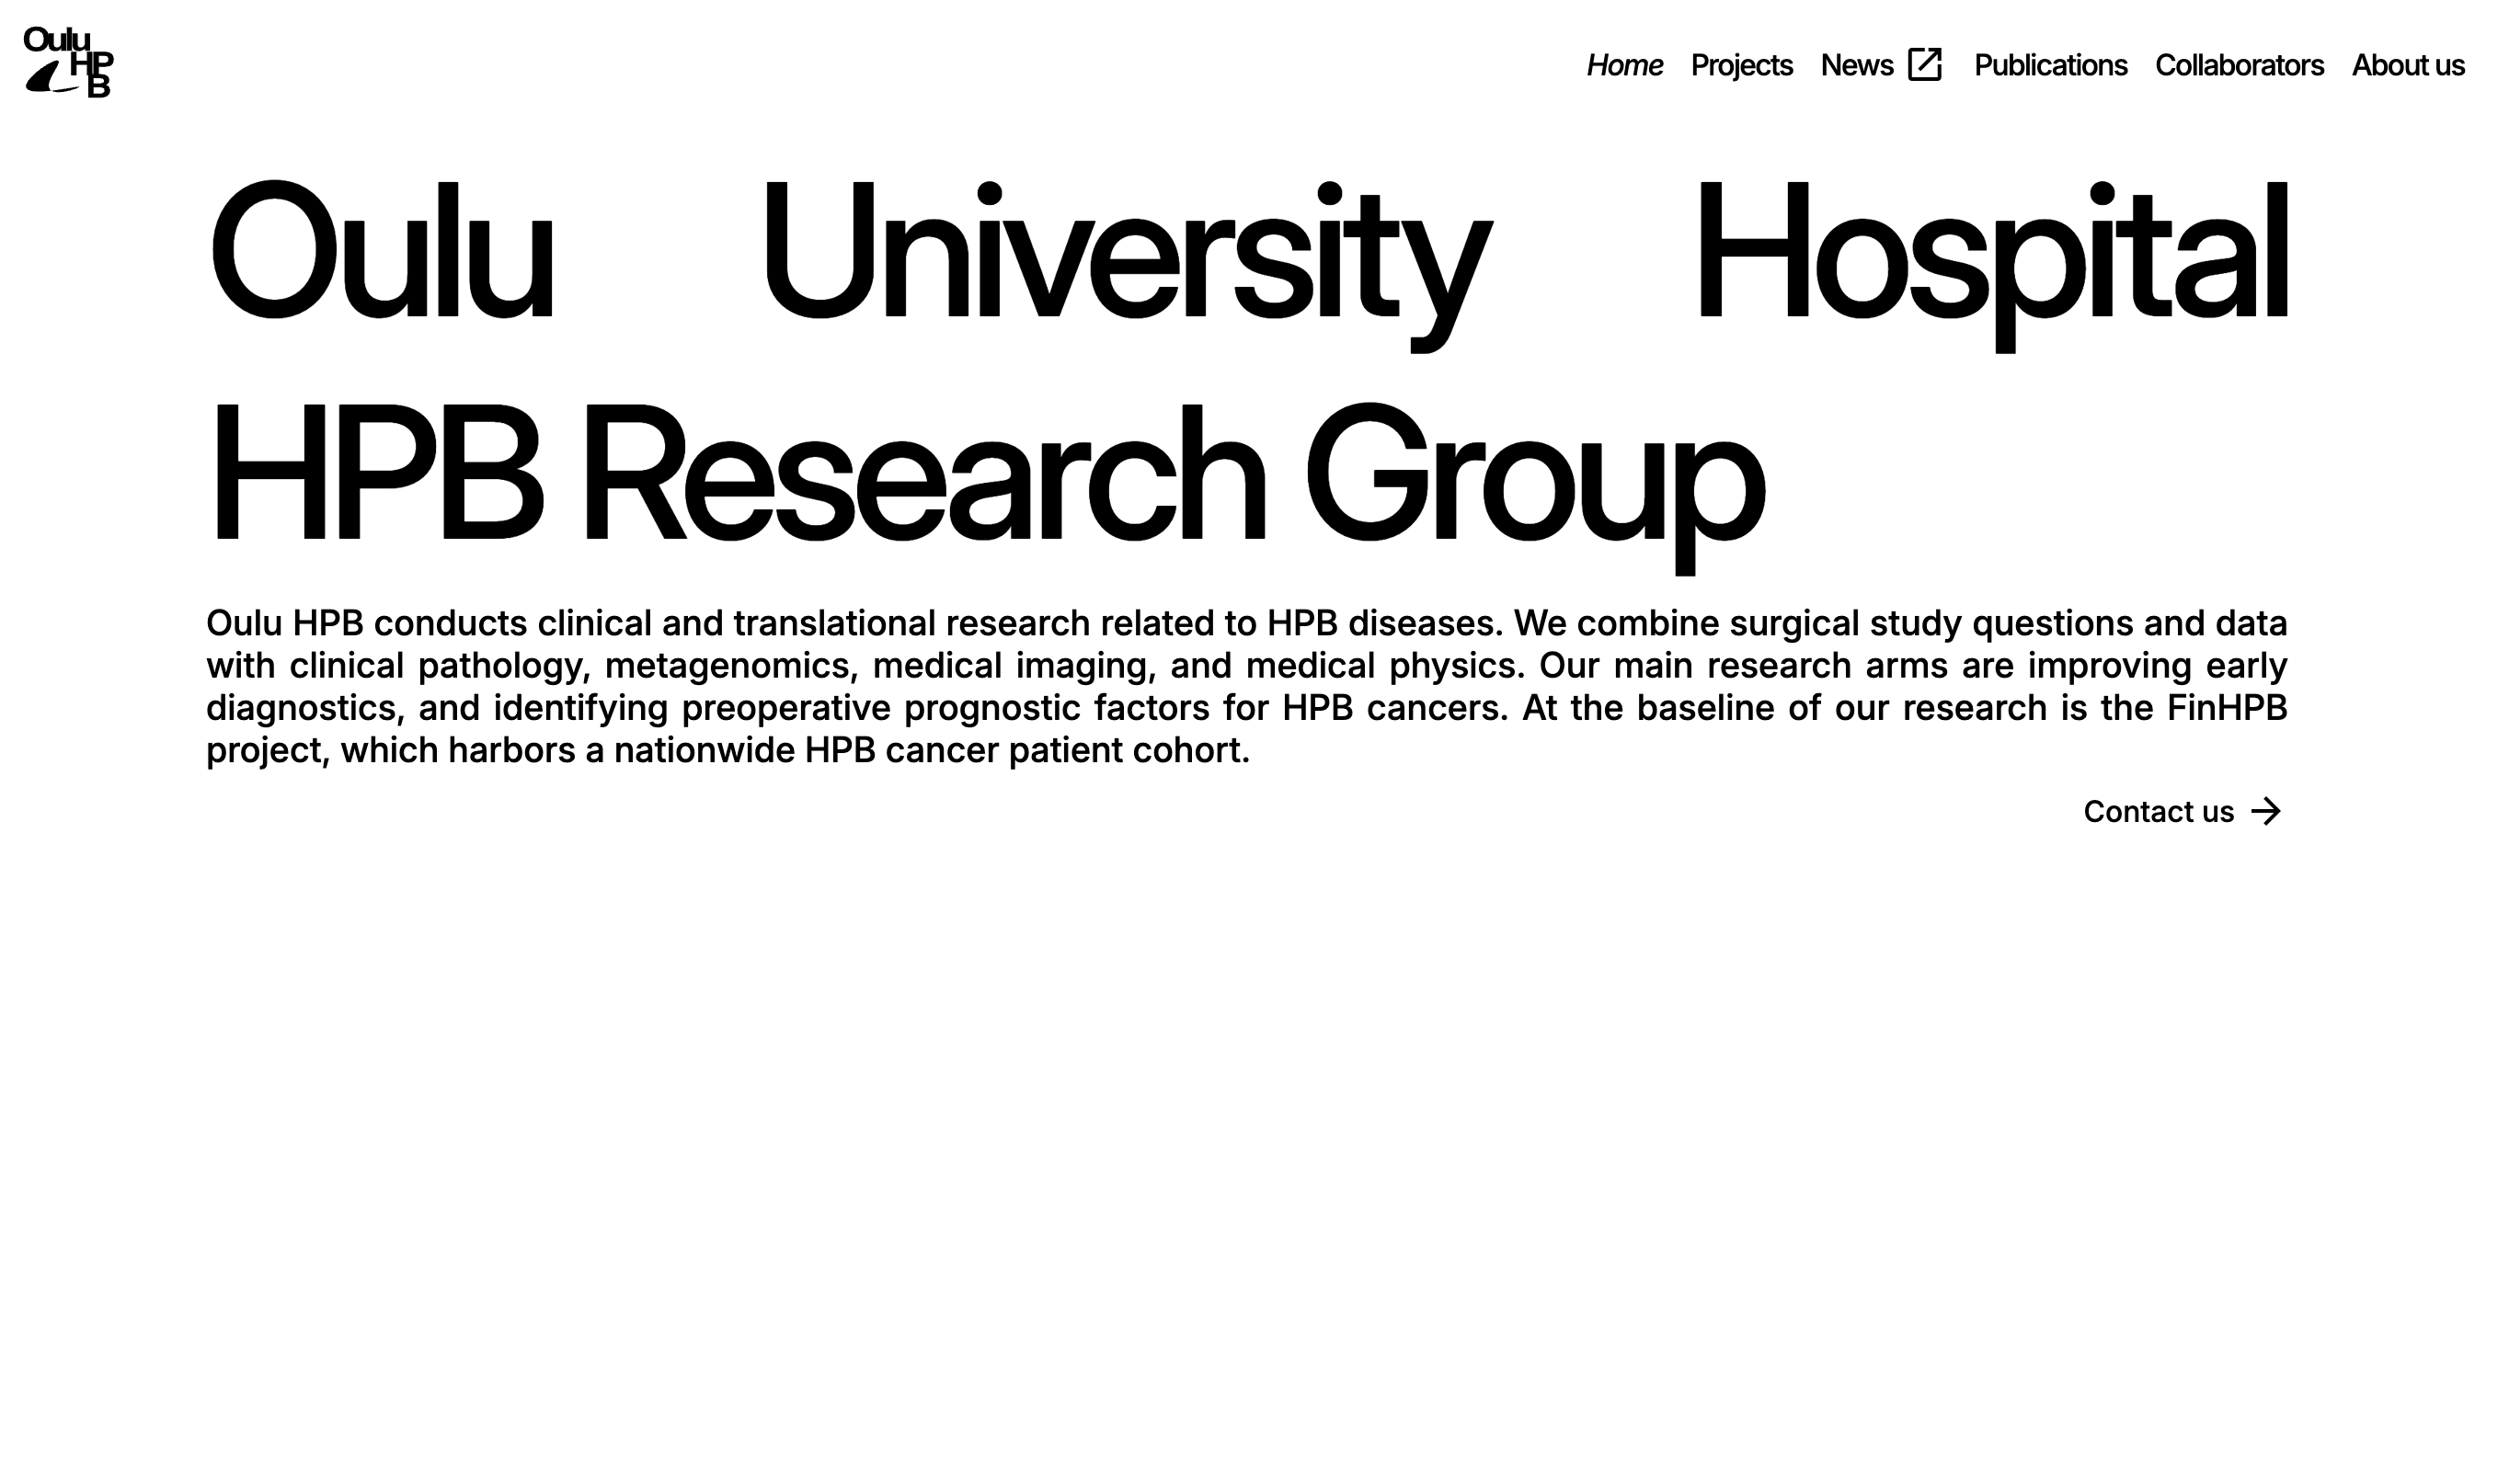 Oulu
HP
B
Home Projects News Publications Collaborators About us
Oulu University Hospital
HPB Research Group
Oulu HPB conducts clinical and translational research related to HPB diseases. We combine surgical study questions and data
with clinical pathology, metagenomics, medical imaging, and medical physics. Our main research arms are improving early
diagnostics, and identifying preoperative prognostic factors for HPB cancers. At the baseline of our research is the FinHPB
project, which harbors a nationwide HPB cancer patient cohort.
Contact us